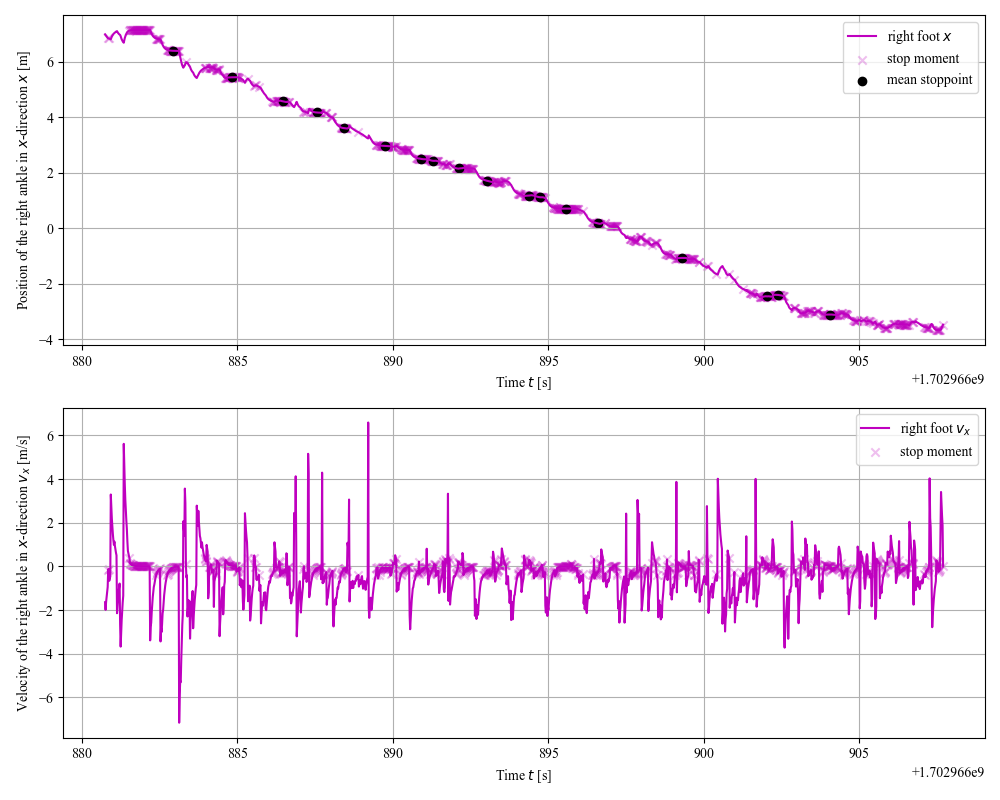 Position of the right ankle in x-direction x [m]
6
4
2
0
−2
−4
right foot x
stop moment
mean stoppoint
880
885
890
895
900
905
Time t [s]
+1.702966e9
Velocity of the right ankle in x-direction vₓ [m/s]
6
4
2
0
−2
−4
−6
right foot vₓ
stop moment
880
885
890
895
900
905
Time t [s]
+1.702966e9